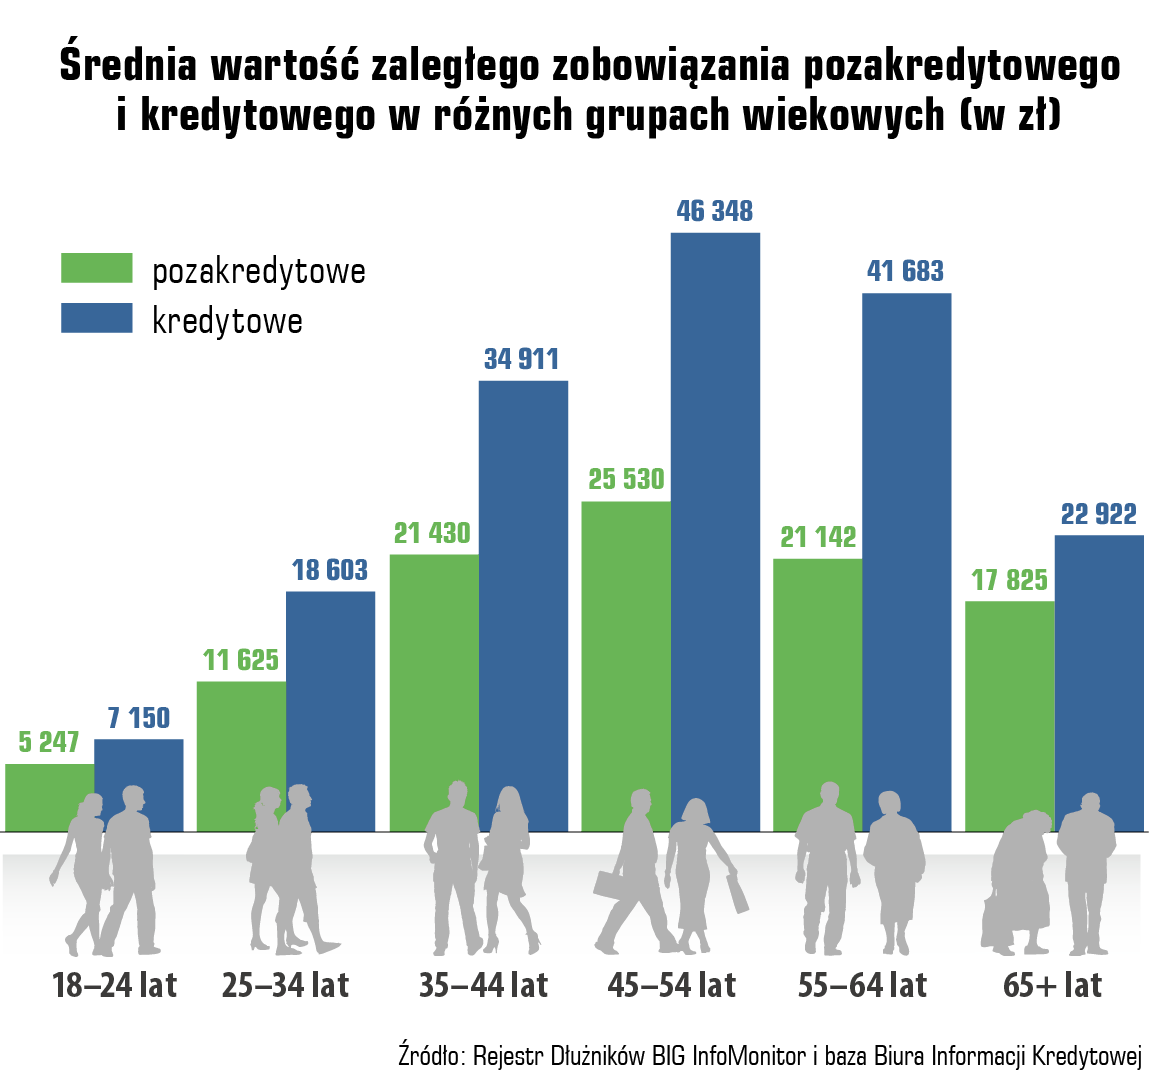 Średnia wartość zaległego zobowiązania pozakredytowego
i kredytowego w różnych grupach wiekowych (w zł)
pozakredytowe
kredytowe
5 247
7 150
11 625
18 603
21 430
34 911
25 530
46 348
21 142
41 683
17 825
22 922
18–24 lat
25–34 lat
35–44 lat
45–54 lat
55–64 lat
65+ lat
Źródło: Rejestr Dłużników BIG InfoMonitor i baza Biura Informacji Kredytowej